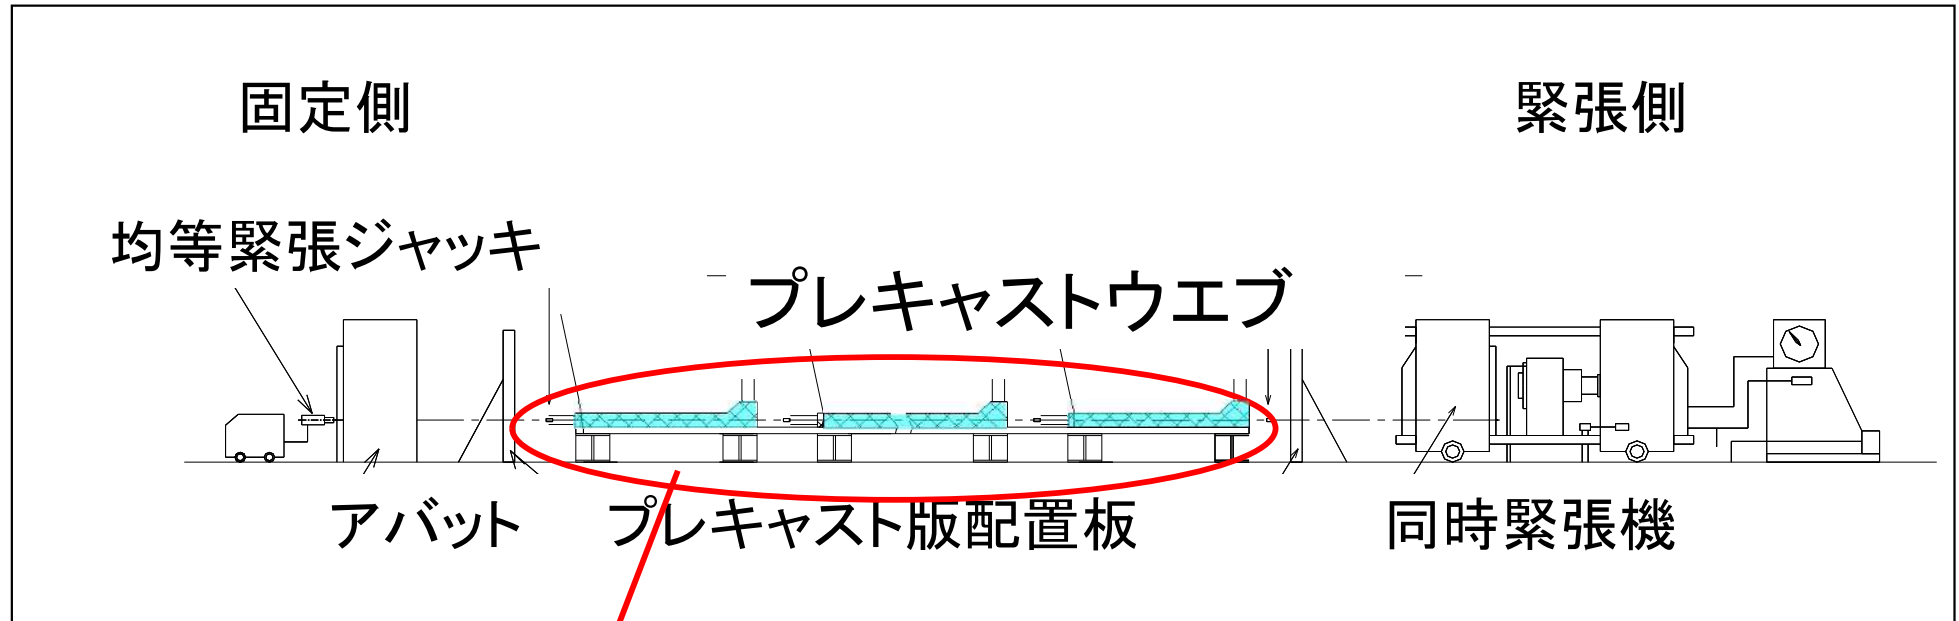 固定側
緊張側
均等緊張ジャッキ
プレキャストウエブ
アバット
プレキャスト版配置板
同時緊張機